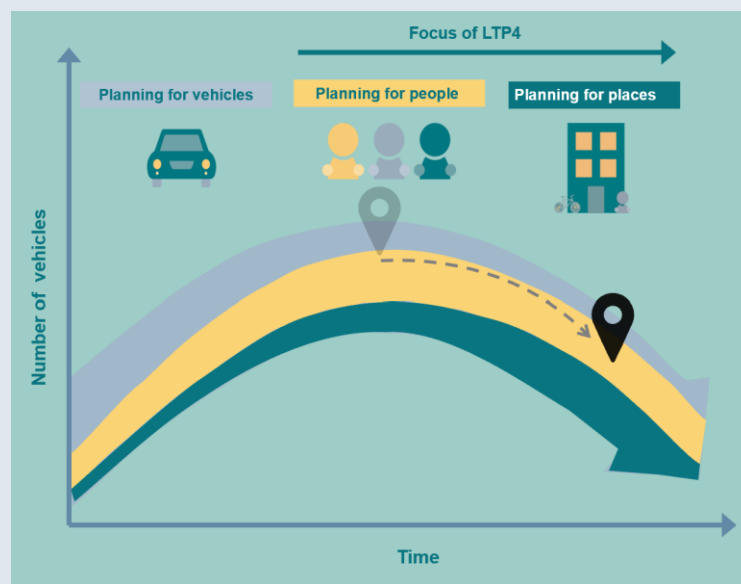 Focus of LTP4
Planning for vehicles
Planning for people
Planning for places
Number of vehicles
Time